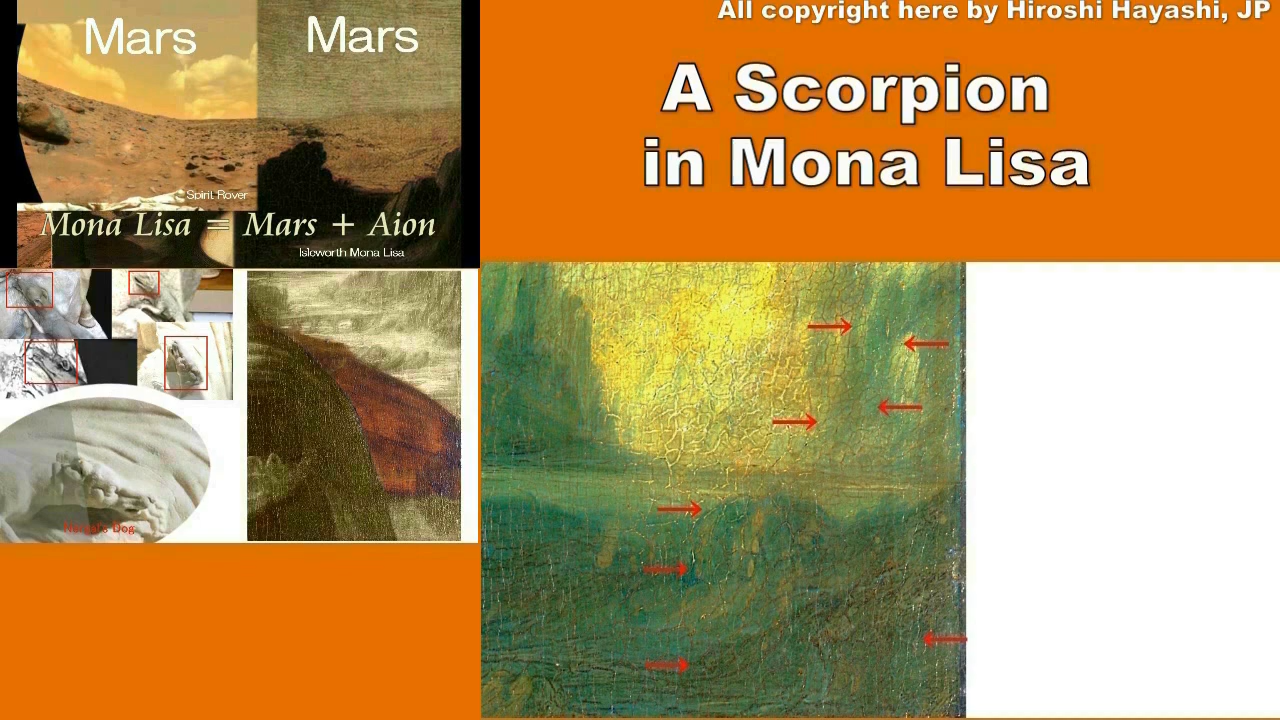 All copyright here by Hiroshi Hayashi, JP
Mars
Mars
A Scorpion
in Mona Lisa
Spirit Rover
Mona Lisa = Mars + Aion
Isleworth Mona Lisa
Dog